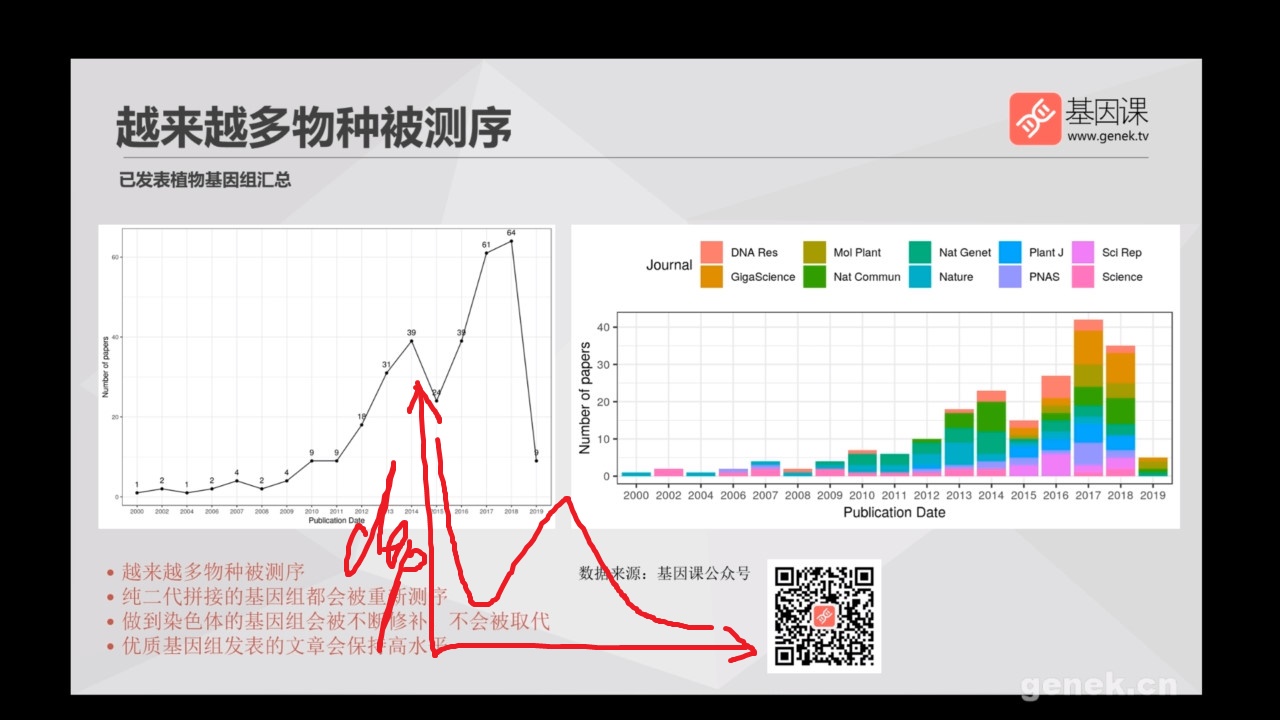 越来越多物种被测序
基因课
www.genek.tv
已发表植物基因组汇总
Number of papers
60
40
20
0
1 2 1 2 4 2 4 9 9 18 31 39 24 39 61 64 9
2000 2002 2004 2006 2007 2008 2009 2010 2011 2012 2013 2014 2015 2016 2017 2018 2019
Publication Date
Journal
DNA Res Mol Plant Nat Genet Plant J Sci Rep
GigaScience Nat Commun Nature PNAS Science
Number of papers
40
30
20
10
0
2000 2002 2004 2006 2007 2008 2009 2010 2011 2012 2013 2014 2015 2016 2017 2018 2019
Publication Date
• 越来越多物种被测序
• 纯二代拼接的基因组都会被重新测序
• 做到染色体的基因组会被不断修补，不会被取代
• 优质基因组发表的文章会保持高水平
数据来源：基因课公众号
genek.cn